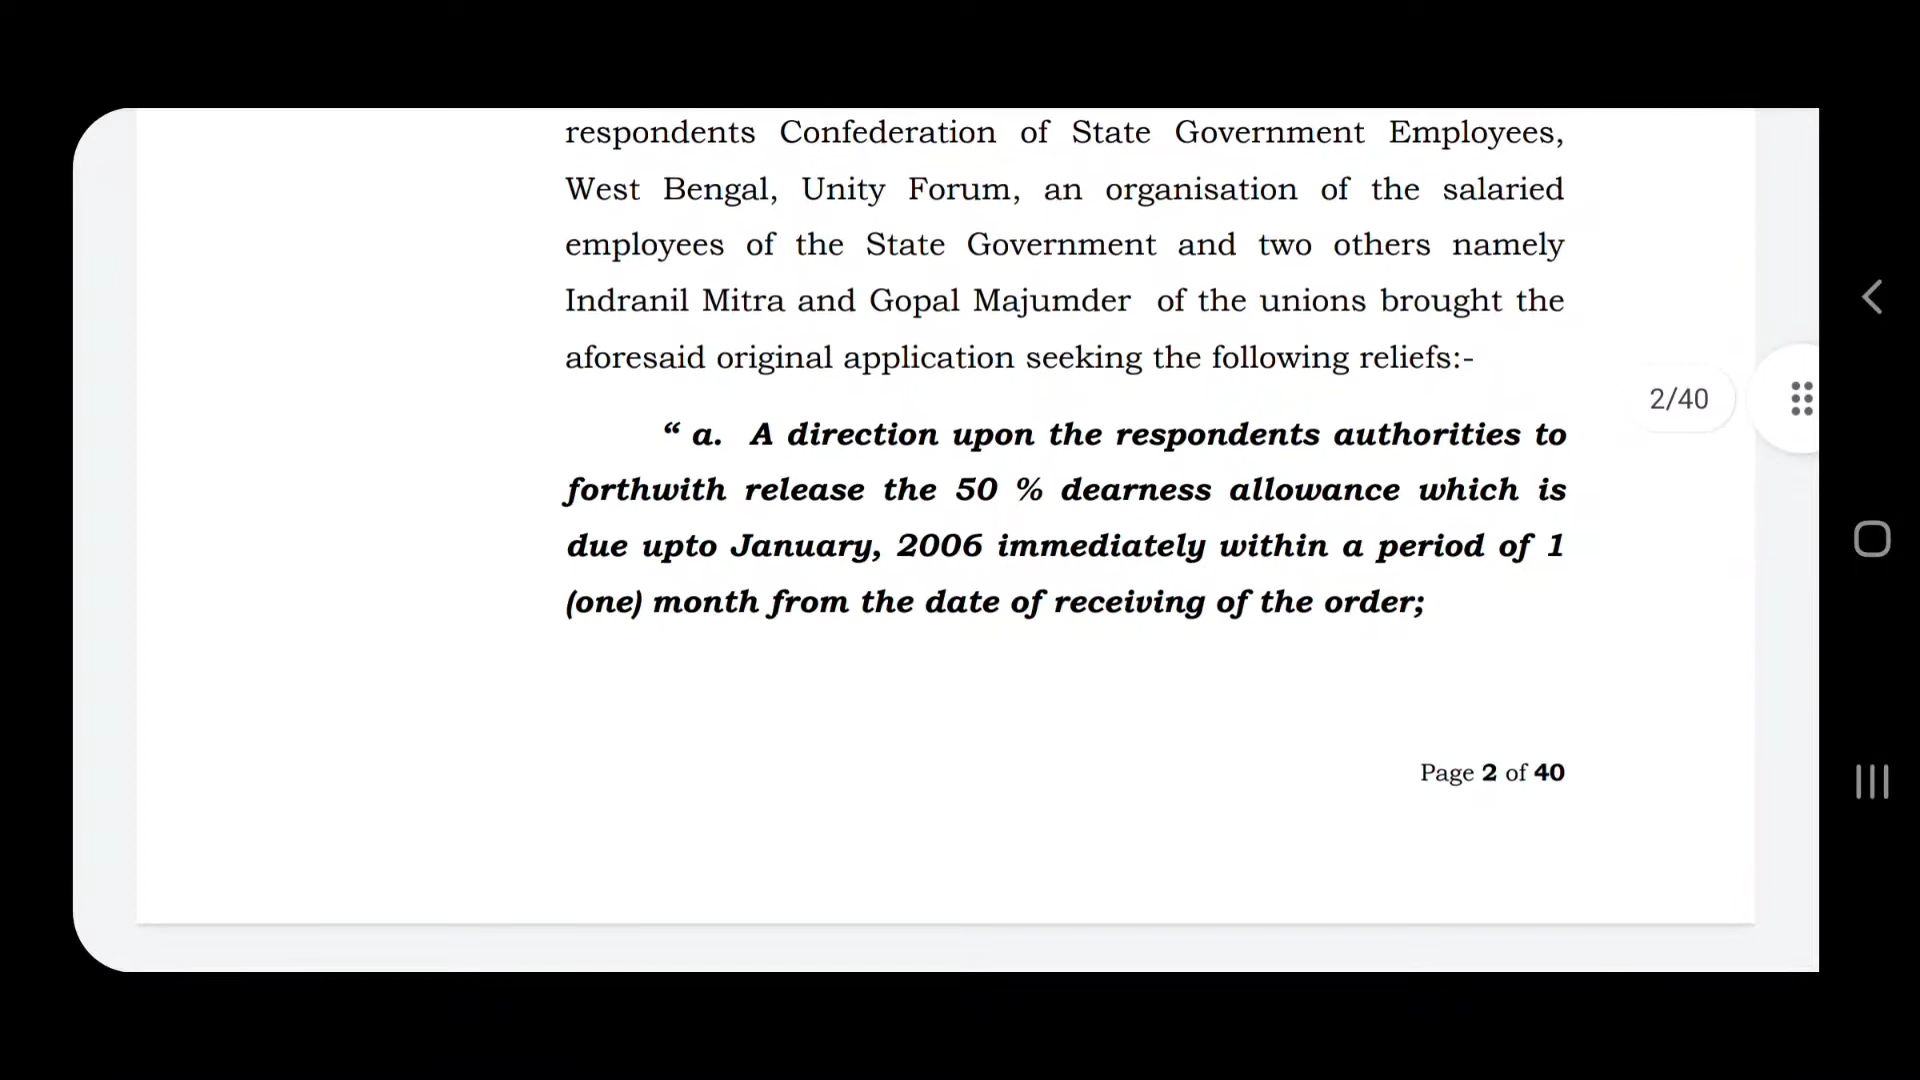 respondents Confederation of State Government Employees,
West Bengal, Unity Forum, an organisation of the salaried
employees of the State Government and two others namely
Indranil Mitra and Gopal Majumder of the unions brought the
aforesaid original application seeking the following reliefs:-
“ a. A direction upon the respondents authorities to
forthwith release the 50 % dearness allowance which is
due upto January, 2006 immediately within a period of 1
(one) month from the date of receiving of the order;
2/40
Page 2 of 40